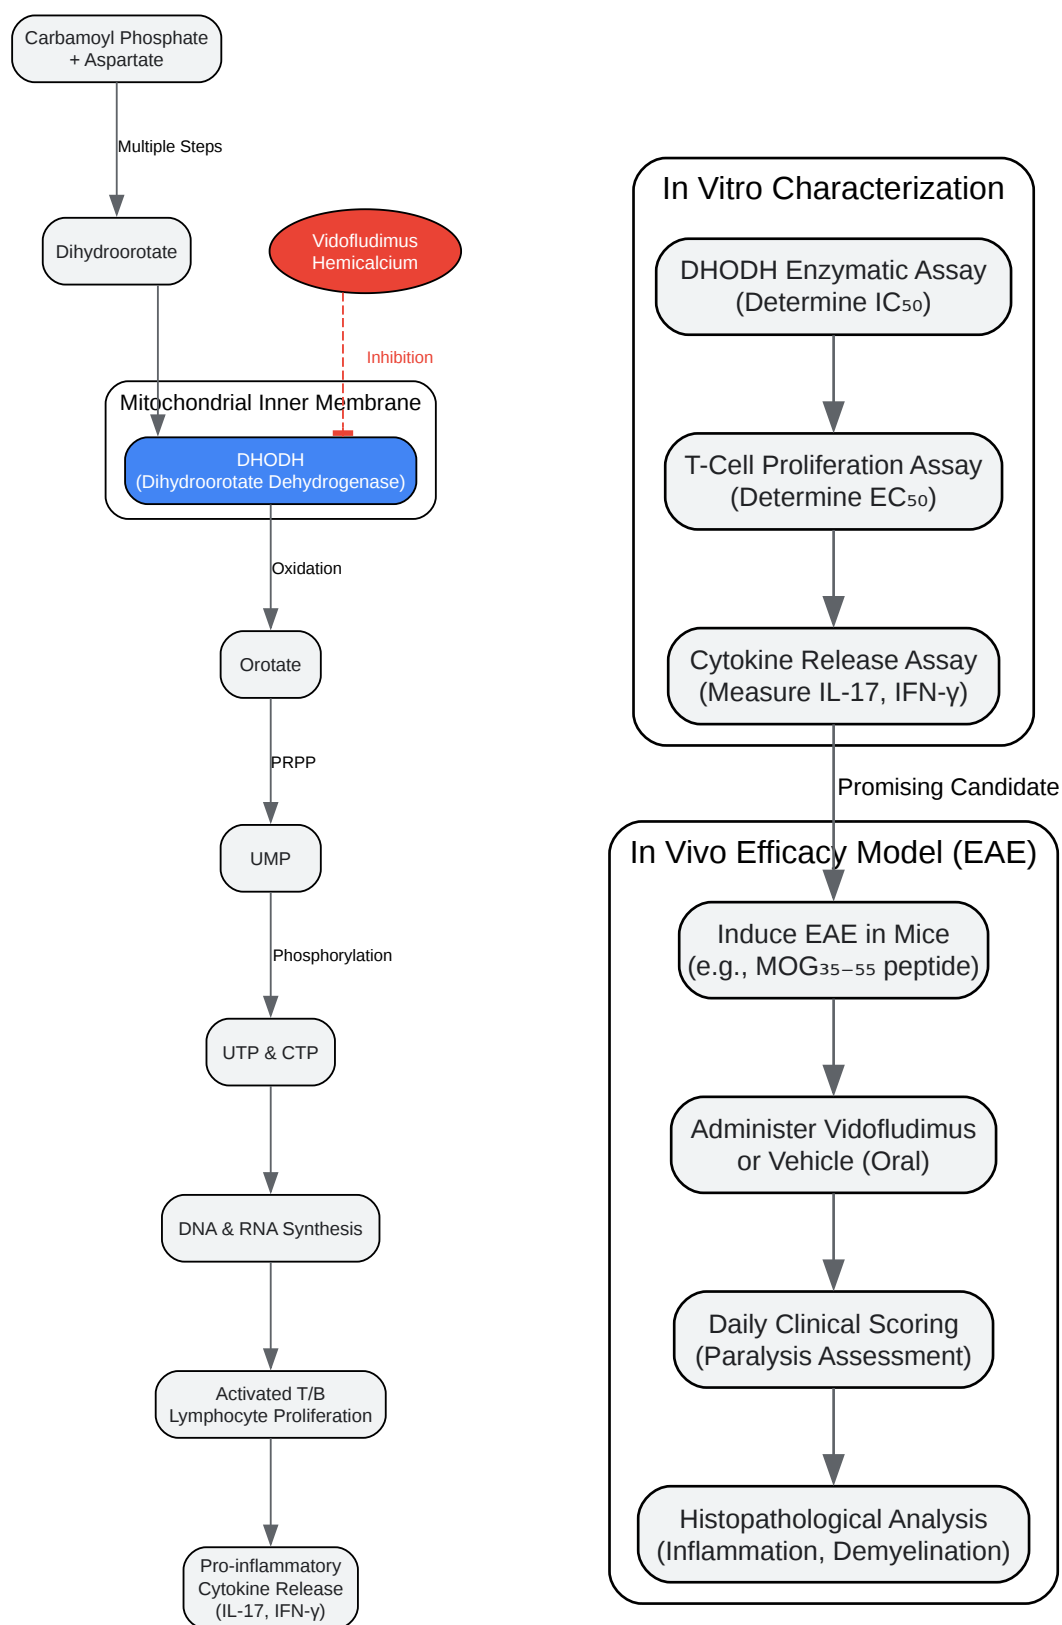 Carbamoyl Phosphate
+ Aspartate
Multiple Steps
Dihydroorotate
Vidofludimus
Hemicalcium
Inhibition
Mitochondrial Inner Membrane
DHODH
(Dihydroorotate Dehydrogenase)
Oxidation
Orotate
PRPP
UMP
Phosphorylation
UTP & CTP
DNA & RNA Synthesis
Activated T/B
Lymphocyte Proliferation
Pro-inflammatory
Cytokine Release
(IL-17, IFN-γ)
In Vitro Characterization
DHODH Enzymatic Assay
(Determine IC₅₀)
T-Cell Proliferation Assay
(Determine EC₅₀)
Cytokine Release Assay
(Measure IL-17, IFN-γ)
Promising Candidate
In Vivo Efficacy Model (EAE)
Induce EAE in Mice
(e.g., MOG₃₅₋₅₅ peptide)
Administer Vidofludimus
or Vehicle (Oral)
Daily Clinical Scoring
(Paralysis Assessment)
Histopathological Analysis
(Inflammation, Demyelination)